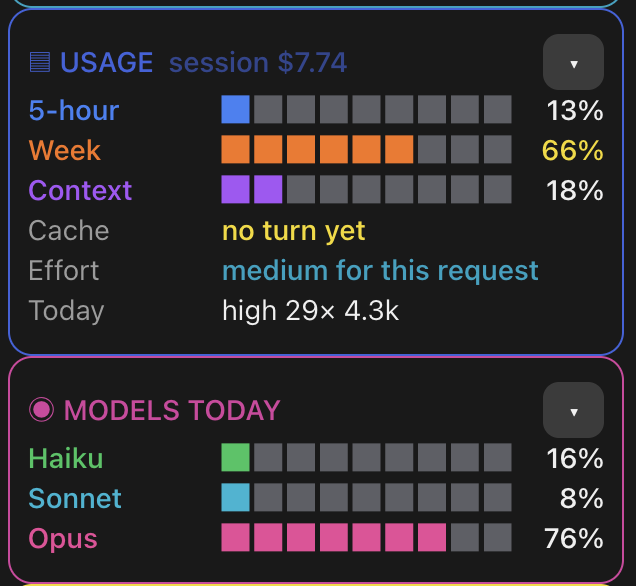 USAGE session $7.74
5-hour 13%
Week 66%
Context 18%
Cache no turn yet
Effort medium for this request
Today high 29× 4.3k
MODELS TODAY
Haiku 16%
Sonnet 8%
Opus 76%